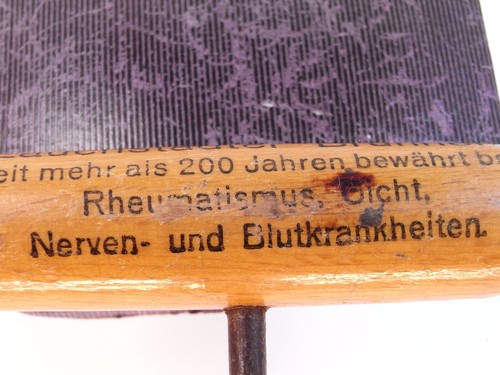 eit mehr als 200 Jahren bewährt b
Rheumatismus, Gicht,
Nerven- und Blutkrankheiten.